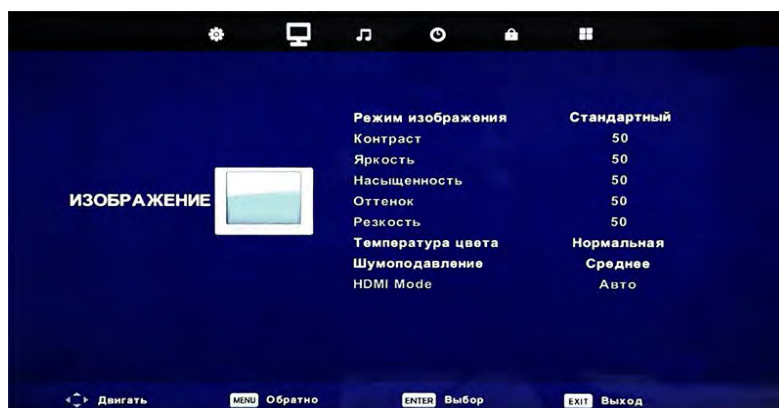 ИЗОБРАЖЕНИЕ
Режим изображения Стандартный
Контраст 50
Яркость 50
Насыщенность 50
Оттенок 50
Резкость 50
Температура цвета Нормальная
Шумоподавление Среднее
HDMI Mode Авто
Двигать MENU Обратно ENTER Выбор EXIT Выход